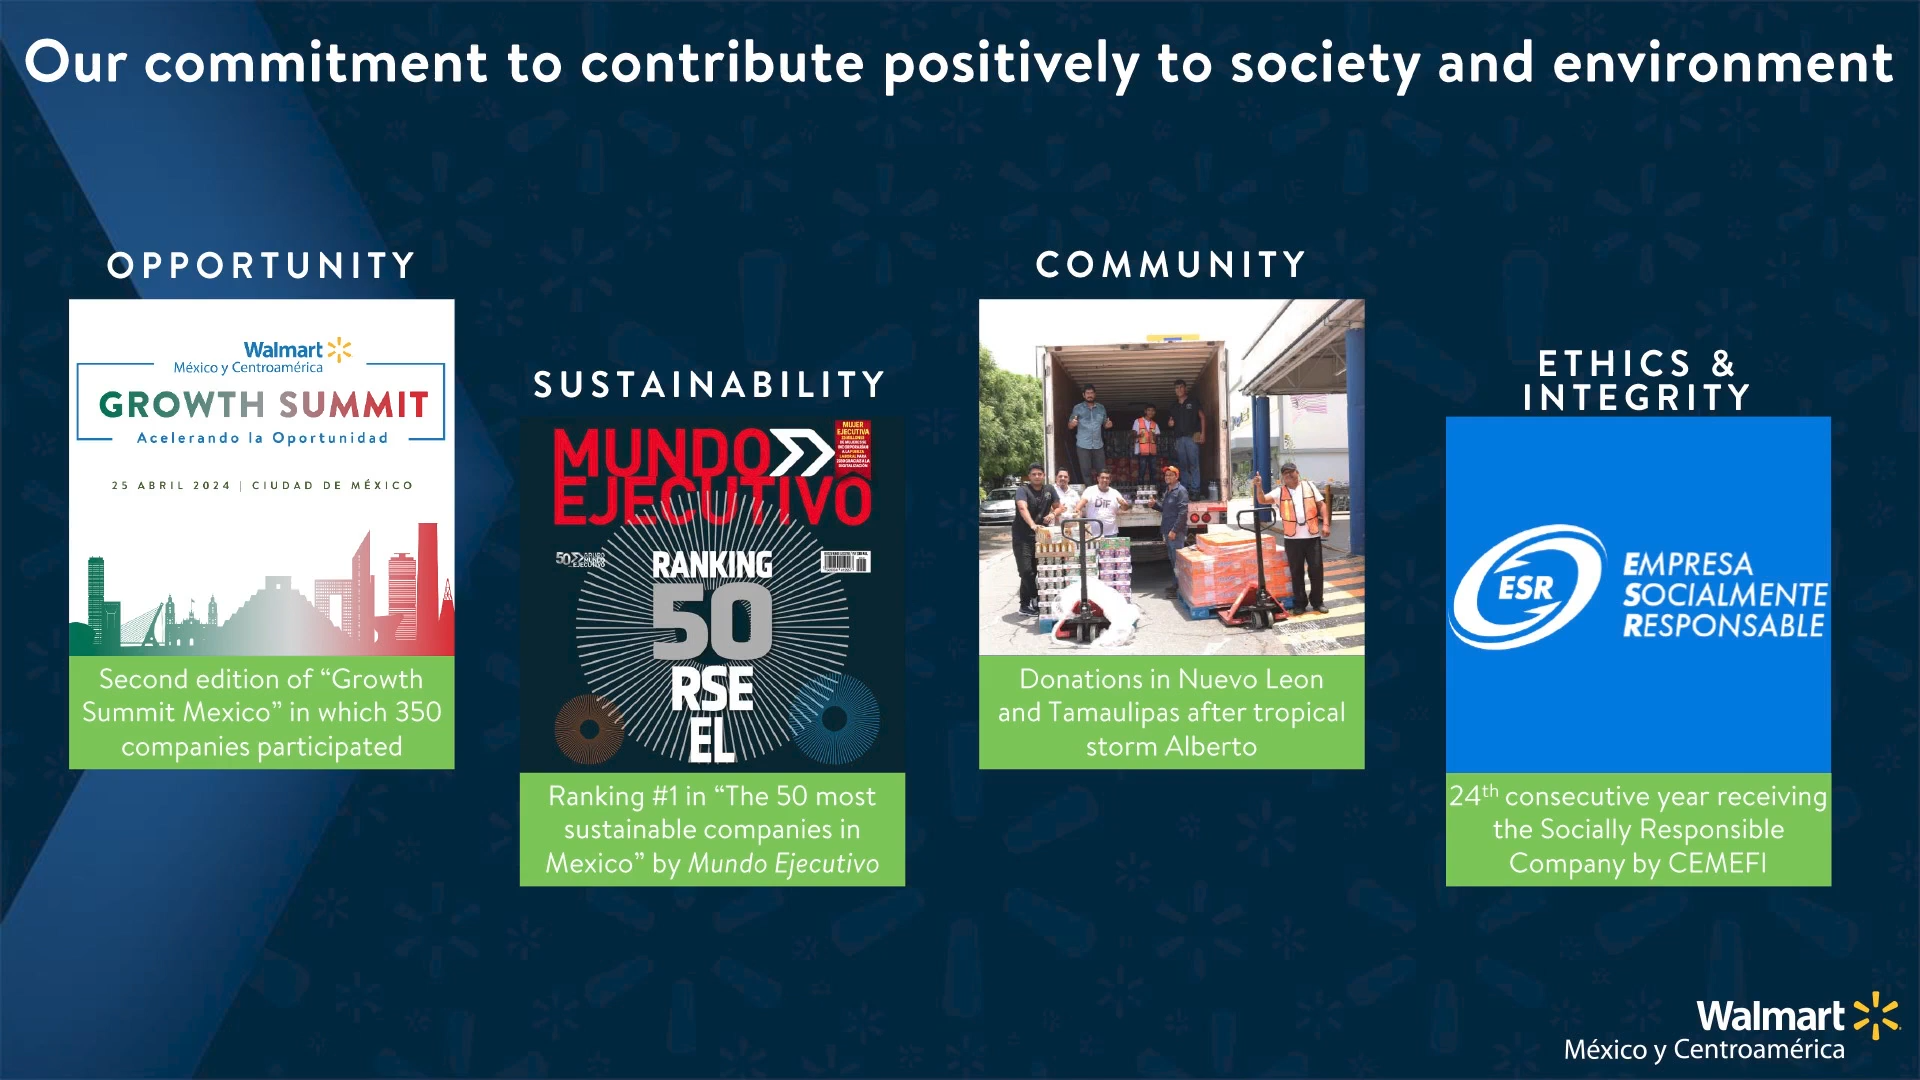 Our commitment to contribute positively to society and environment
OPPORTUNITY
Walmart
México y Centroamérica
GROWTH SUMMIT
Acelerando la Oportunidad
25 ABRIL 2024 | CIUDAD DE MÉXICO
Second edition of “Growth
Summit Mexico” in which 350
companies participated
SUSTAINABILITY
MUNDO
EJECUTIVO
MUJER
EJECUTIVA
RANKING
50
RSE
EL
Ranking #1 in “The 50 most
sustainable companies in
Mexico” by Mundo Ejecutivo
COMMUNITY
DIF
Donations in Nuevo Leon
and Tamaulipas after tropical
storm Alberto
ETHICS &
INTEGRITY
ESR
EMPRESA
SOCIALMENTE
RESPONSABLE
24th consecutive year receiving
the Socially Responsible
Company by CEMEFI
Walmart
México y Centroamérica